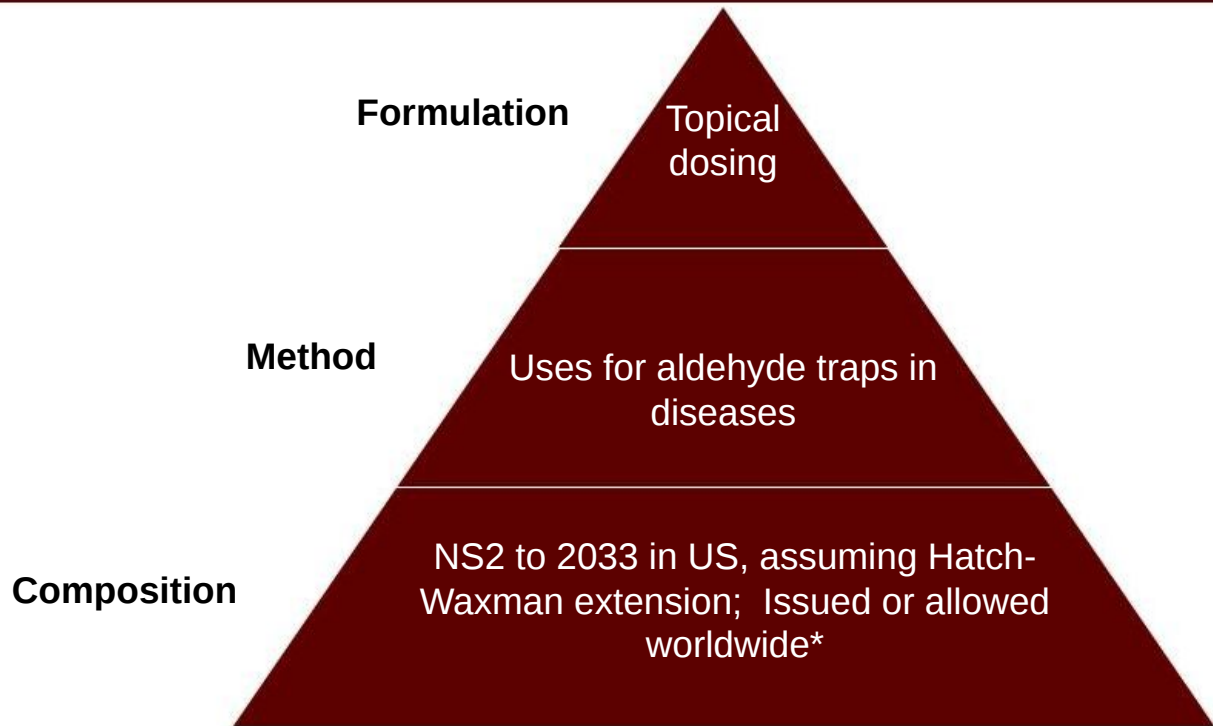 Formulation
Topical
dosing
Method
Uses for aldehyde traps in
diseases
Composition
NS2 to 2033 in US, assuming Hatch-
Waxman extension;  Issued or allowed
worldwide*